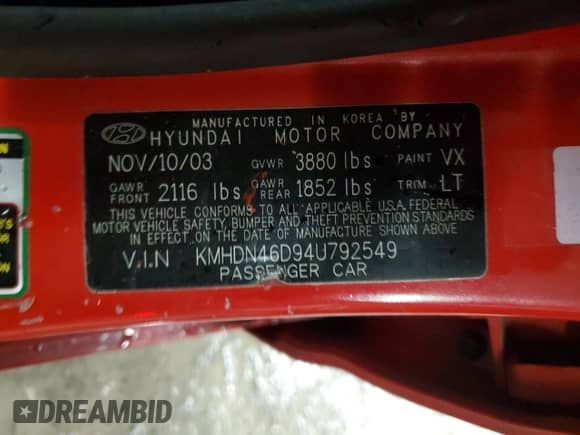 MANUFACTURED IN KOREA BY
HYUNDAI MOTOR COMPANY
NOV/10/03 GVWR 3880 lbs PAINT VX
GAWR FRONT 2116 lbs GAWR REAR 1852 lbs TRIM LT
THIS VEHICLE CONFORMS TO ALL APPLICABLE U.S.A. FEDERAL
MOTOR VEHICLE SAFETY, BUMPER AND THEFT PREVENTION STANDARDS
IN EFFECT ON THE DATE OF MANUFACTURE SHOWN ABOVE.
V.I.N KMHDN46D94U792549
PASSENGER CAR
DREAMBID